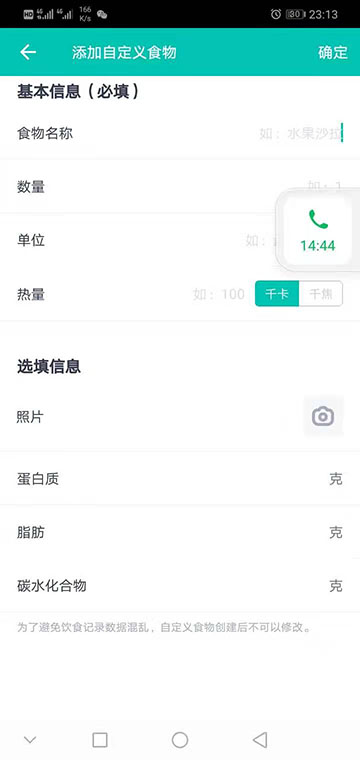 HD 4G 4G 166 K/s 30 23:13
添加自定义食物 确定
基本信息（必填）
食物名称 如：水果沙拉
数量 如：1
单位 如：
14:44
热量 如：100 千卡 千焦
选填信息
照片
蛋白质 克
脂肪 克
碳水化合物 克
为了避免饮食记录数据混乱，自定义食物创建后不可以修改。